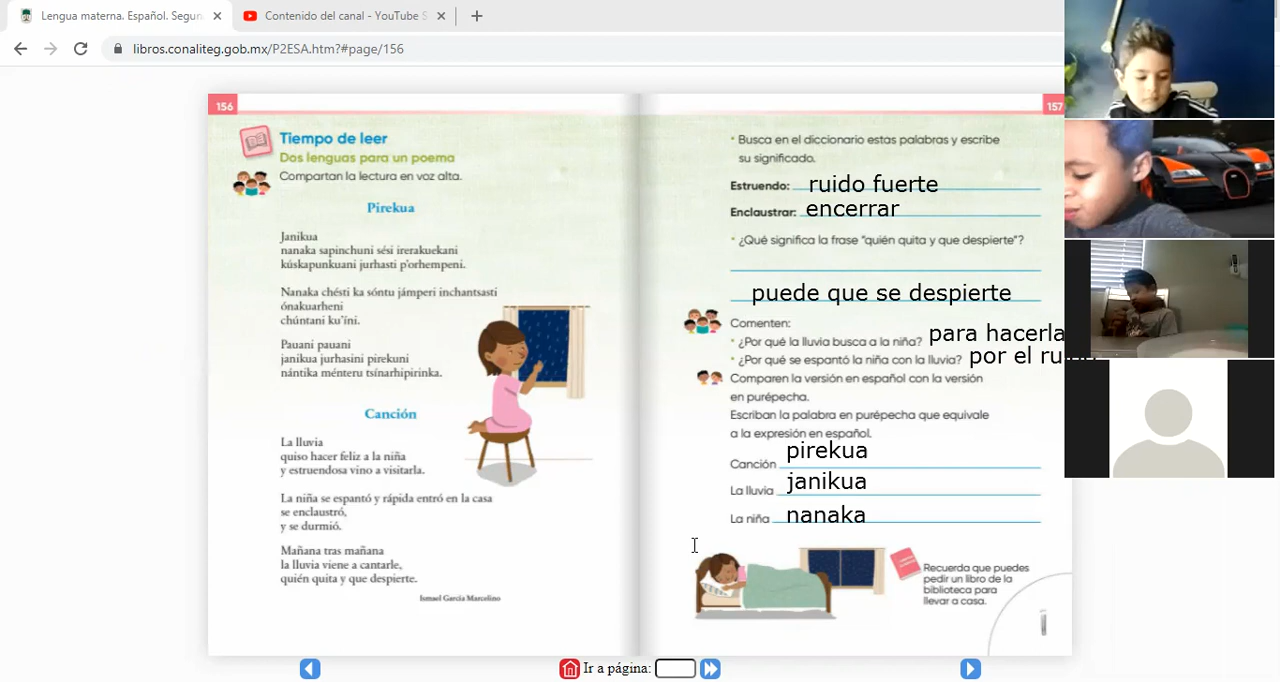 Lengua materna. Español. Segun
Contenido del canal - YouTube S
libros.conaliteg.gob.mx/P2ESA.htm?#page/156
156
Tiempo de leer
Dos lenguas para un poema
Compartan la lectura en voz alta.
Pirekua
Janikua
nanaka sapinchuni sési irerakuekani
kúskapunkuani jurhasti p'orhempeni.
Nanaka chésti ka sóntu jámperi inchantsasti
ónakuarheni
chúntani ku'íni.
Pauani pauani
janikua jurhasini pirekuni
nántika ménteru tsínarhipirinka.
Canción
La lluvia
quiso hacer feliz a la niña
y estruendosa vino a visitarla.
La niña se espantó y rápida entró en la casa
se enclaustró,
y se durmió.
Mañana tras mañana
la lluvia viene a cantarle,
quién quita y que despierte.
Ismael García Marcelino
157
• Busca en el diccionario estas palabras y escribe
su significado.
Estruendo: ruido fuerte
Enclaustrar: encerrar
• ¿Qué significa la frase "quién quita y que despierte"?
puede que se despierte
Comenten:
• ¿Por qué la lluvia busca a la niña? para hacerla
• ¿Por qué se espantó la niña con la lluvia? por el ruido
Comparen la versión en español con la versión
en purépecha.
Escriban la palabra en purépecha que equivale
a la expresión en español.
Canción pirekua
La lluvia janikua
La niña nanaka
Recuerda que puedes
pedir un libro de la
biblioteca para
llevar a casa.
Ir a página: